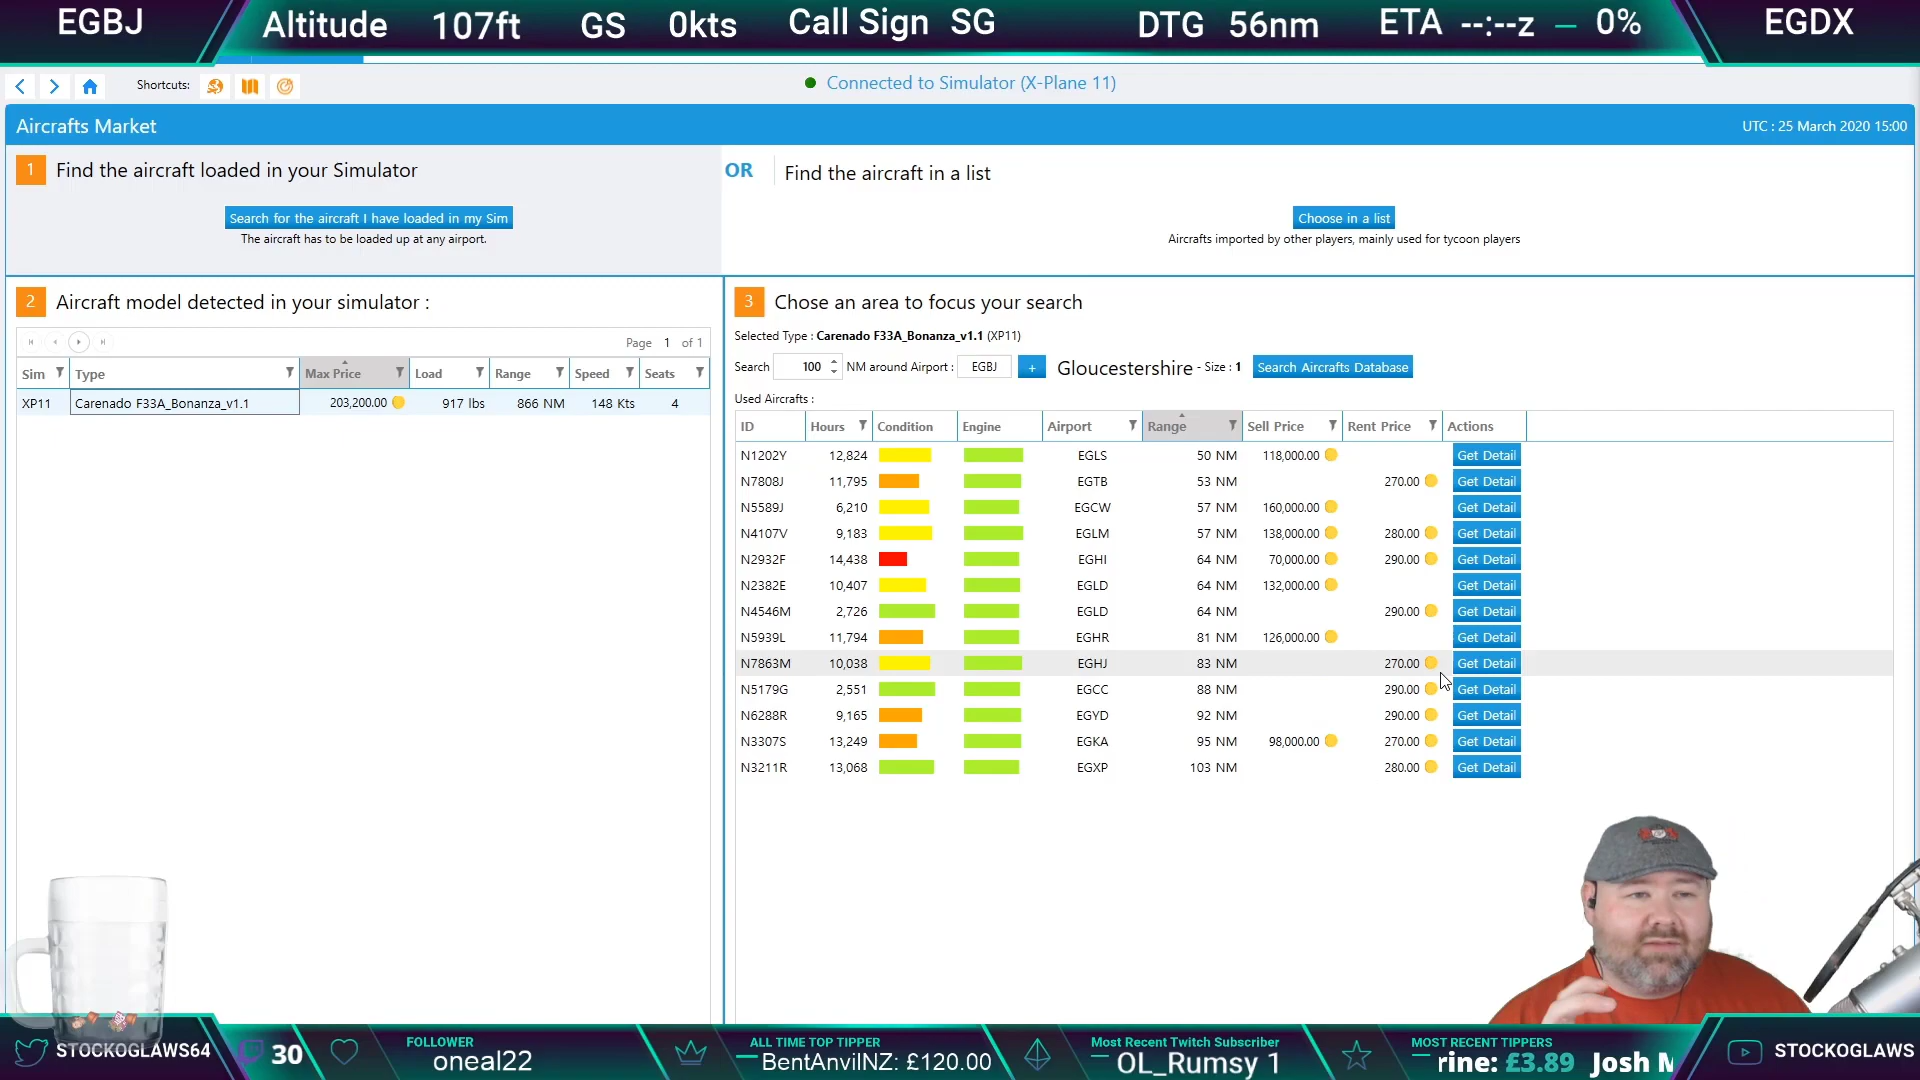 EGBJ
Altitude 107ft GS 0kts Call Sign SG DTG 56nm ETA --:--z — 0%
EGDX
Shortcuts:
Connected to Simulator (X-Plane 11)
Aircrafts Market
UTC : 25 March 2020 15:00
1 Find the aircraft loaded in your Simulator
OR
Find the aircraft in a list
Search for the aircraft I have loaded in my Sim
The aircraft has to be loaded up at any airport.
Choose in a list
Aircrafts imported by other players, mainly used for tycoon players
2 Aircraft model detected in your simulator :
Page 1 of 1
Sim Type Max Price Load Range Speed Seats
XP11 Carenado F33A_Bonanza_v1.1 203,200.00 917 lbs 866 NM 148 Kts 4
3 Chose an area to focus your search
Selected Type : Carenado F33A_Bonanza_v1.1 (XP11)
Search 100 NM around Airport : EGBJ + Gloucestershire - Size : 1 Search Aircrafts Database
Used Aircrafts :
ID Hours Condition Engine Airport Range Sell Price Rent Price Actions
N1202Y 12,824 EGLS 50 NM 118,000.00 Get Detail
N7808J 11,795 EGTB 53 NM 270.00 Get Detail
N5589J 6,210 EGCW 57 NM 160,000.00 Get Detail
N4107V 9,183 EGLM 57 NM 138,000.00 280.00 Get Detail
N2932F 14,438 EGHI 64 NM 70,000.00 290.00 Get Detail
N2382E 10,407 EGLD 64 NM 132,000.00 Get Detail
N4546M 2,726 EGLD 64 NM 290.00 Get Detail
N5939L 11,794 EGHR 81 NM 126,000.00 Get Detail
N7863M 10,038 EGHJ 83 NM 270.00 Get Detail
N5179G 2,551 EGCC 88 NM 290.00 Get Detail
N6288R 9,165 EGYD 92 NM 290.00 Get Detail
N3307S 13,249 EGKA 95 NM 98,000.00 270.00 Get Detail
N3211R 13,068 EGXP 103 NM 280.00 Get Detail
STOCKOGLAWS64
30
FOLLOWER
oneal22
ALL TIME TOP TIPPER
BentAnvilNZ: £120.00
Most Recent Twitch Subscriber
OL_Rumsy 1
MOST RECENT TIPPERS
rine: £3.89 Josh M
STOCKOGLAWS